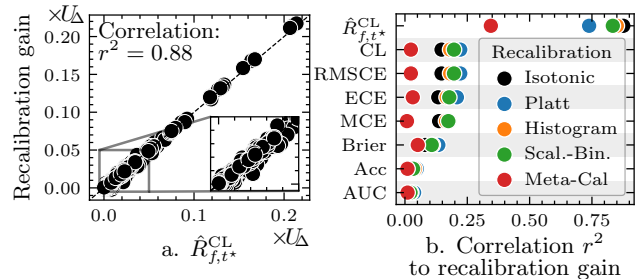 ×U_Δ
Recalibration gain
Correlation:
r² = 0.88
0.20
0.15
0.10
0.05
0.00
0.0
0.1
0.2
×U_Δ
a. R̂^CL_{f,t⋆}
R̂^CL_{f,t⋆}
CL
RMSCE
ECE
MCE
Brier
Acc
AUC
Recalibration
Isotonic
Platt
Histogram
Scal.-Bin.
Meta-Cal
0.00
0.25
0.50
0.75
b. Correlation r²
to recalibration gain